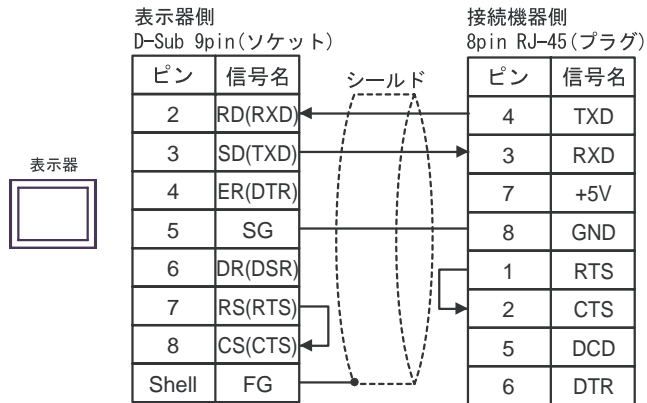 表示器側
D-Sub 9pin(ソケット)
接続機器側
8pin RJ-45(プラグ)
シールド
表示器
ピン 信号名
2 RD(RXD)
3 SD(TXD)
4 ER(DTR)
5 SG
6 DR(DSR)
7 RS(RTS)
8 CS(CTS)
Shell FG
ピン 信号名
4 TXD
3 RXD
7 +5V
8 GND
1 RTS
2 CTS
5 DCD
6 DTR